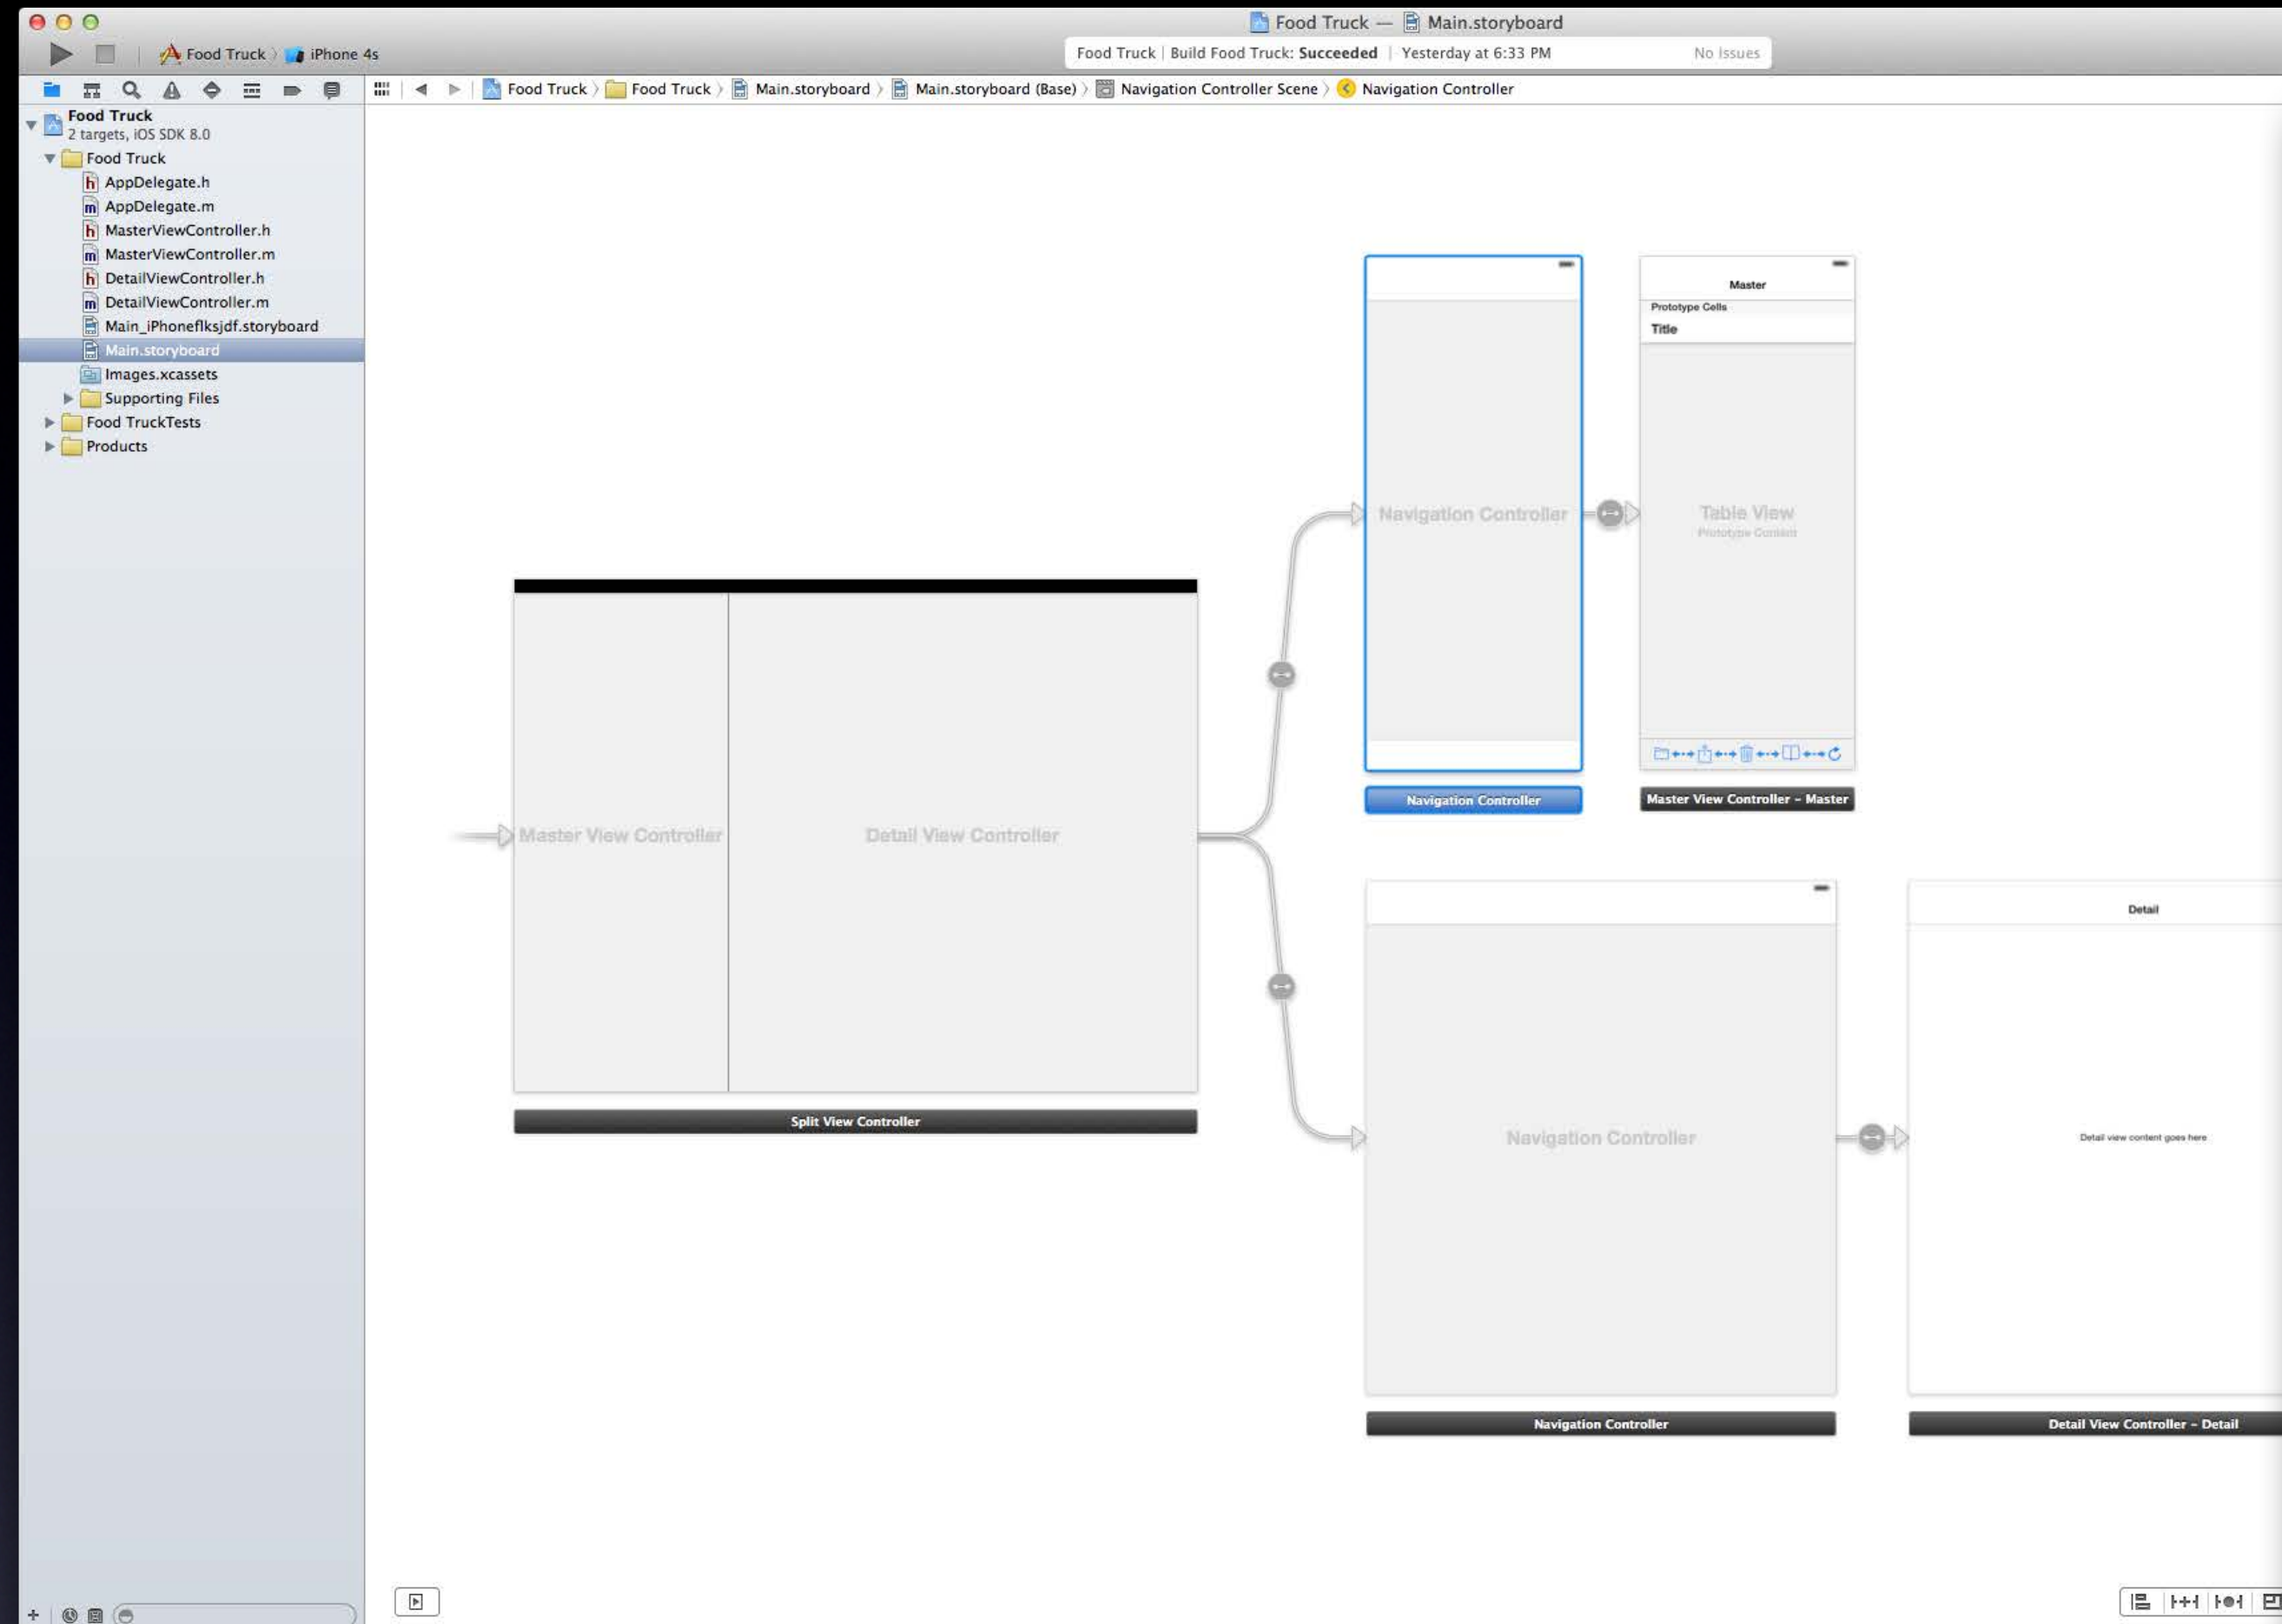 Food Truck — Main.storyboard
Food Truck iPhone 4s
Food Truck | Build Food Truck: Succeeded | Yesterday at 6:33 PM No Issues
Food Truck Food Truck Main.storyboard Main.storyboard (Base) Navigation Controller Scene Navigation Controller
Food Truck
2 targets, iOS SDK 8.0
Food Truck
AppDelegate.h
AppDelegate.m
MasterViewController.h
MasterViewController.m
DetailViewController.h
DetailViewController.m
Main_iPhoneflksjdf.storyboard
Main.storyboard
Images.xcassets
Supporting Files
Food TruckTests
Products
Master
Prototype Cells
Title
Navigation Controller
Table View
Prototype Content
Navigation Controller
Master View Controller – Master
Master View Controller
Detail View Controller
Split View Controller
Detail
Navigation Controller
Detail view content goes here
Navigation Controller
Detail View Controller – Detail